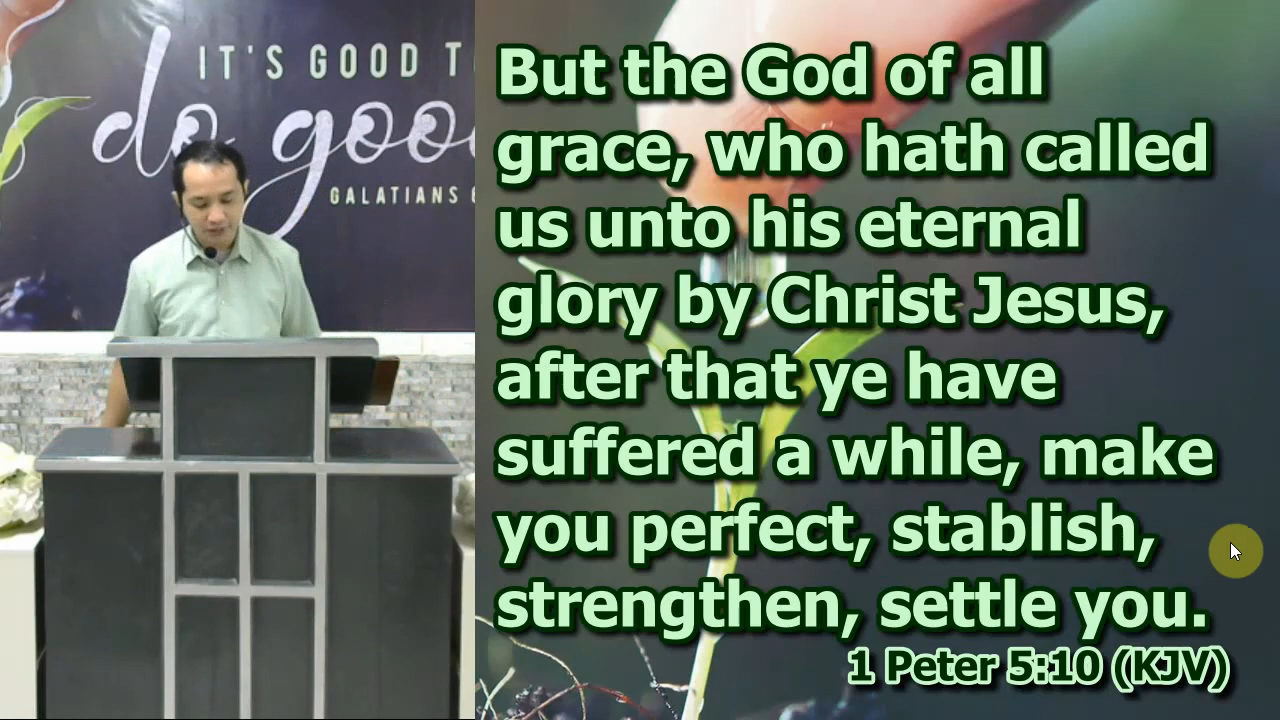 IT'S GOOD T
do goo
GALATIANS 6
But the God of all
grace, who hath called
us unto his eternal
glory by Christ Jesus,
after that ye have
suffered a while, make
you perfect, stablish,
strengthen, settle you.
1 Peter 5:10 (KJV)